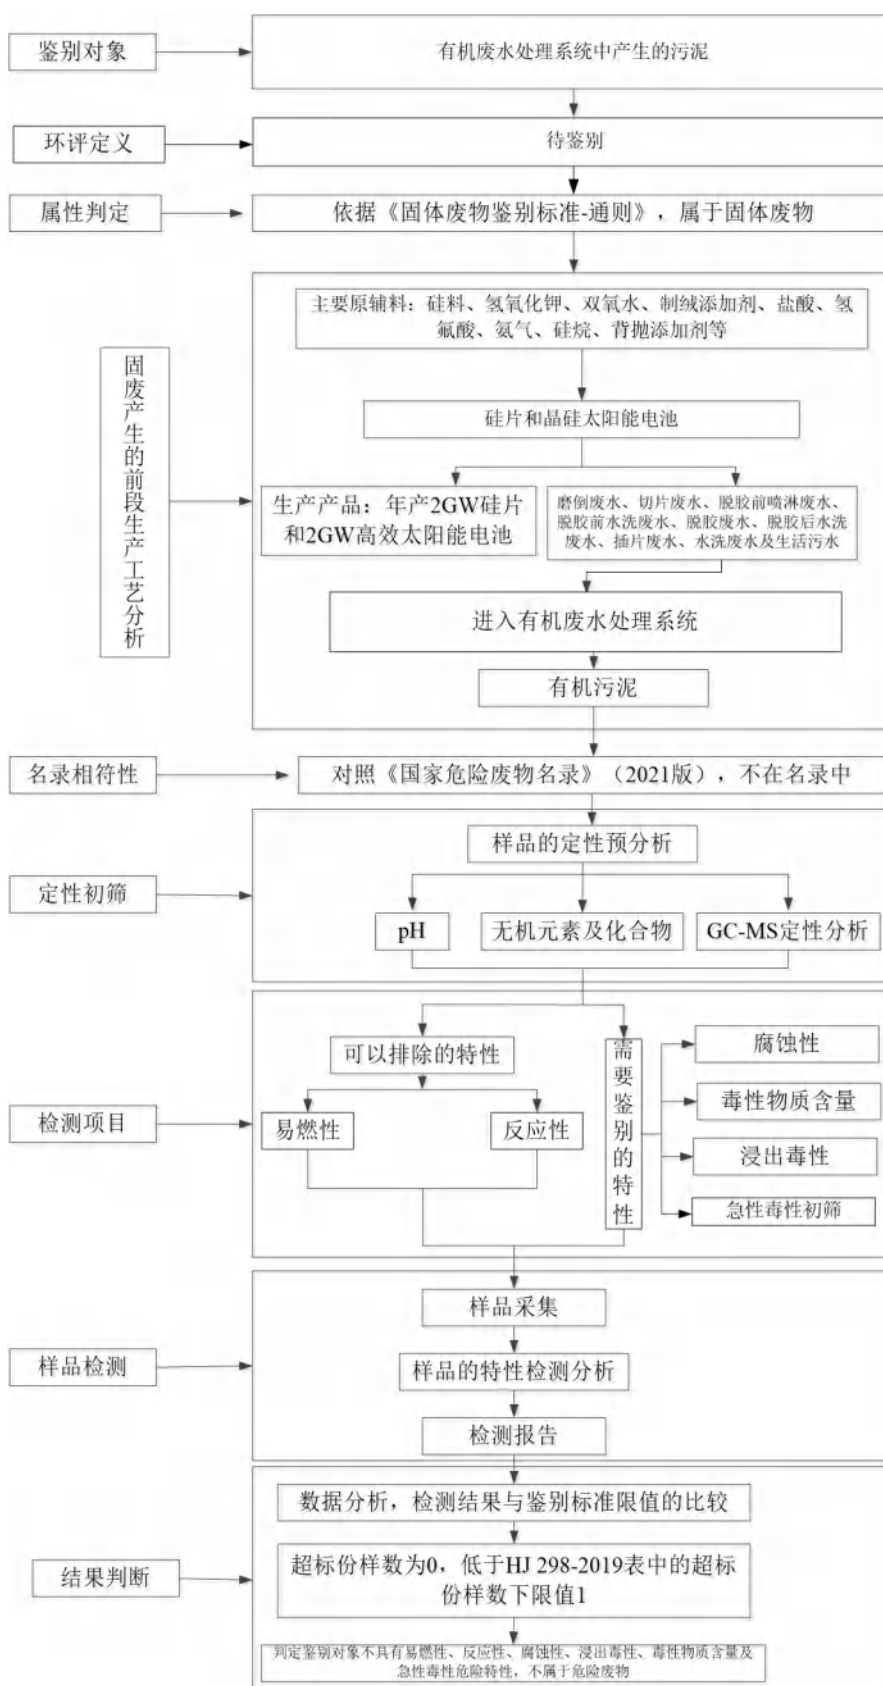 鉴别对象
有机废水处理系统中产生的污泥
环评定义
待鉴别
属性判定
依据《固体废物鉴别标准-通则》，属于固体废物
固废产生的前段生产工艺分析
主要原辅料：硅料、氢氧化钾、双氧水、制绒添加剂、盐酸、氢
氟酸、氨气、硅烷、背抛添加剂等
硅片和晶硅太阳能电池
生产产品：年产2GW硅片
和2GW高效太阳能电池
磨倒废水、切片废水、脱胶前喷淋废水、
脱胶前水洗废水、脱胶废水、脱胶后水洗
废水、插片废水、水洗废水及生活污水
进入有机废水处理系统
有机污泥
名录相符性
对照《国家危险废物名录》（2021版），不在名录中
定性初筛
样品的定性预分析
pH
无机元素及化合物
GC-MS定性分析
检测项目
可以排除的特性
易燃性
反应性
需要鉴别的特性
腐蚀性
毒性物质含量
浸出毒性
急性毒性初筛
样品检测
样品采集
样品的特性检测分析
检测报告
结果判断
数据分析，检测结果与鉴别标准限值的比较
超标份样数为0，低于HJ 298-2019表中的超标
份样数下限值1
判定鉴别对象不具有易燃性、反应性、腐蚀性、浸出毒性、毒性物质含量及
急性毒性危险特性，不属于危险废物